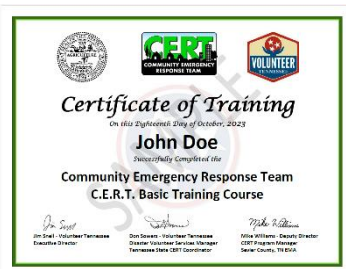 AGRICULTURE
CERT
COMMUNITY EMERGENCY
RESPONSE TEAM
VOLUNTEER
TENNESSEE
Certificate of Training
On this Eighteenth Day of October, 2023
John Doe
Successfully Completed the
Community Emergency Response Team
C.E.R.T. Basic Training Course
SAMPLE
Jim Snell - Volunteer Tennessee
Executive Director
Don Sowers - Volunteer Tennessee
Disaster Volunteer Services Manager
Tennessee State CERT Coordinator
Mike Williams
Mike Williams - Deputy Director
CERT Program Manager
Sevier County, TN EMA